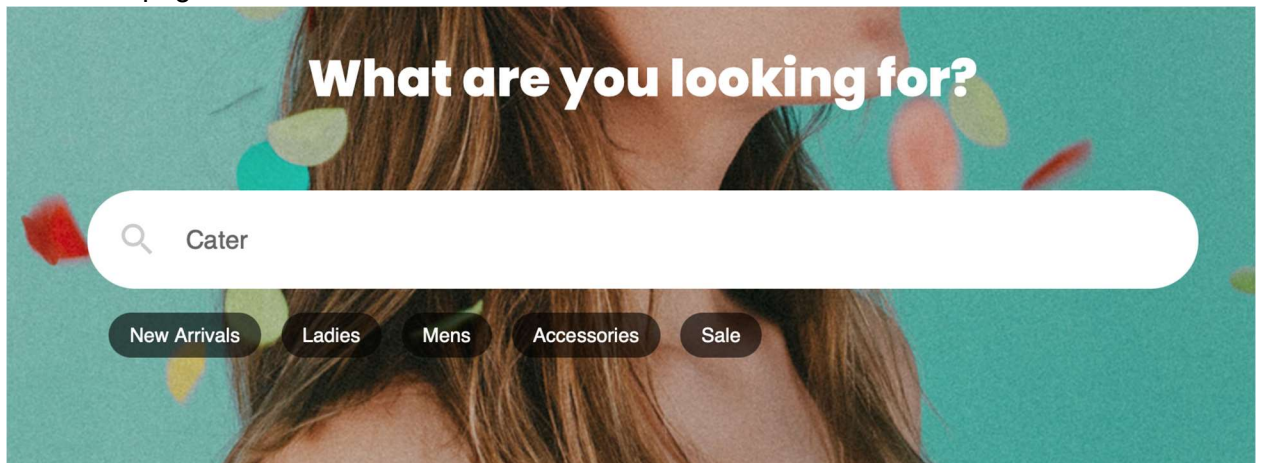 What are you looking for?
Cater
New Arrivals Ladies Mens Accessories Sale